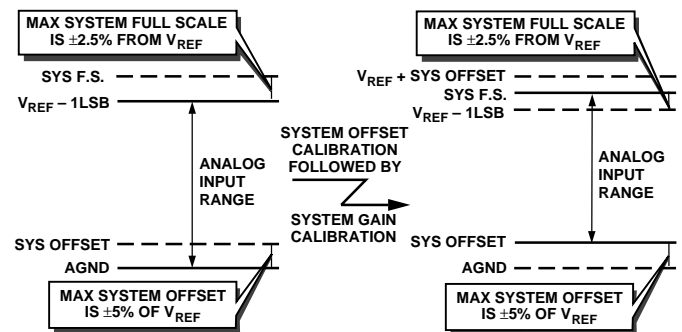 MAX SYSTEM FULL SCALE
IS ±2.5% FROM VREF
SYS F.S.
VREF – 1LSB
ANALOG
INPUT
RANGE
SYS OFFSET
AGND
MAX SYSTEM OFFSET
IS ±5% OF VREF
SYSTEM OFFSET
CALIBRATION
FOLLOWED BY
SYSTEM GAIN
CALIBRATION
MAX SYSTEM FULL SCALE
IS ±2.5% FROM VREF
VREF + SYS OFFSET
SYS F.S.
VREF – 1LSB
ANALOG
INPUT
RANGE
SYS OFFSET
AGND
MAX SYSTEM OFFSET
IS ±5% OF VREF